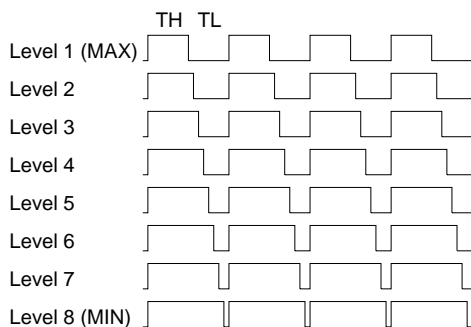 TH TL
Level 1 (MAX)
Level 2
Level 3
Level 4
Level 5
Level 6
Level 7
Level 8 (MIN)